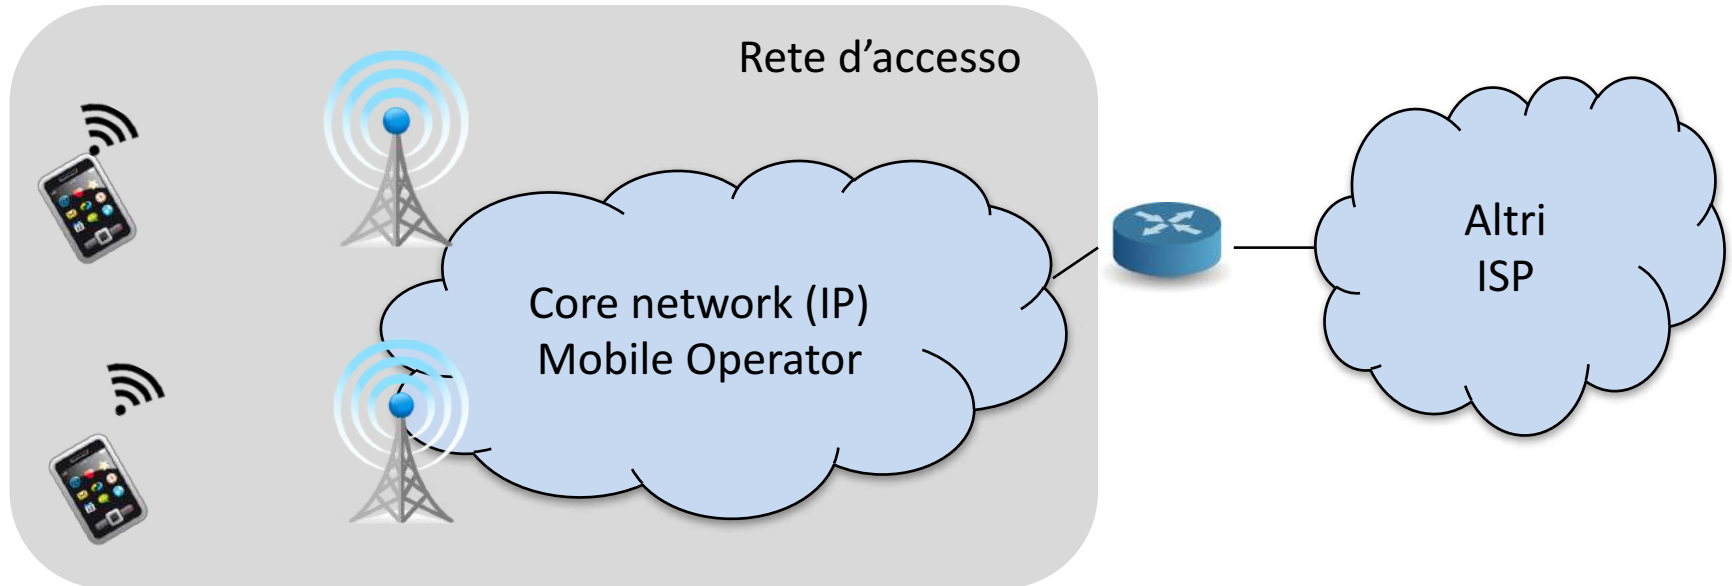 Rete d’accesso
Core network (IP)
Mobile Operator
Altri
ISP